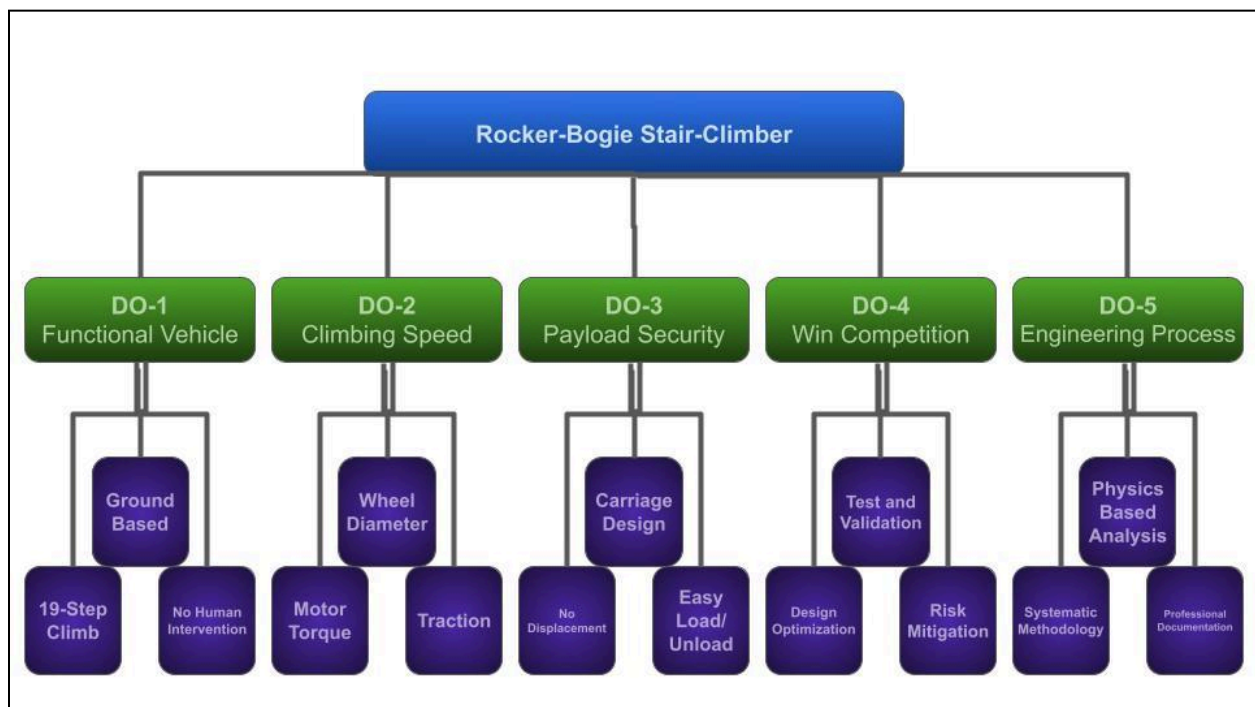 Rocker-Bogie Stair-Climber
DO-1
Functional Vehicle
DO-2
Climbing Speed
DO-3
Payload Security
DO-4
Win Competition
DO-5
Engineering Process
Ground
Based
19-Step
Climb
No Human
Intervention
Wheel
Diameter
Motor
Torque
Traction
Carriage
Design
No
Displacement
Easy
Load/
Unload
Test and
Validation
Design
Optimization
Risk
Mitigation
Physics
Based
Analysis
Systematic
Methodology
Professional
Documentation